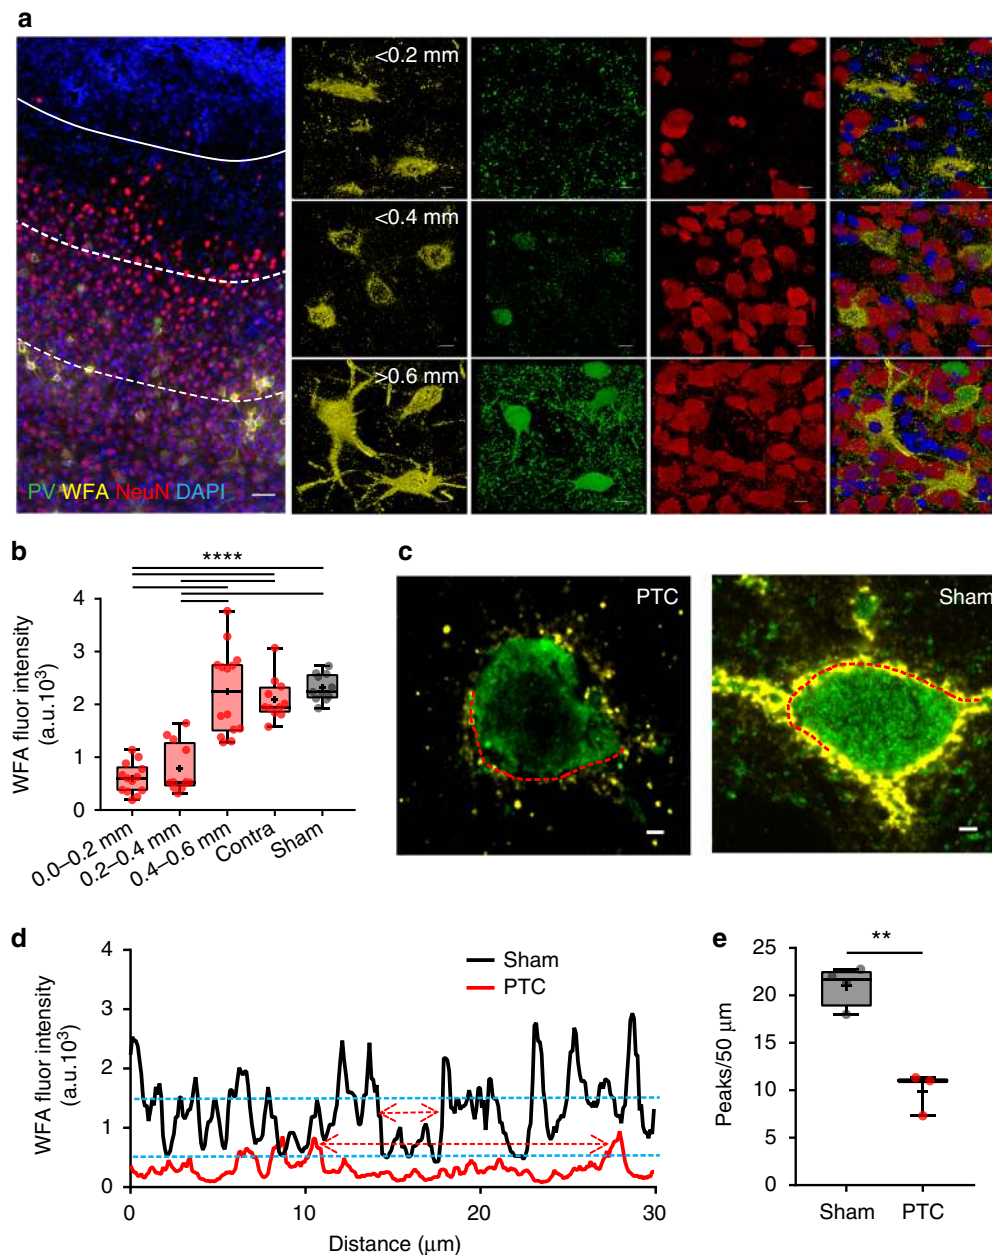 a
<0.2 mm
<0.4 mm
>0.6 mm
PV WFA NeuN DAPI
b
****
WFA fluor intensity
(a.u.10³)
4
3
2
1
0
0.0–0.2 mm
0.2–0.4 mm
0.4–0.6 mm
Contra
Sham
c
PTC
Sham
d
WFA fluor intensity
(a.u.10³)
4
3
2
1
0
Sham
PTC
0
10
20
30
Distance (μm)
e
**
Peaks/50 μm
25
20
15
10
5
0
Sham
PTC